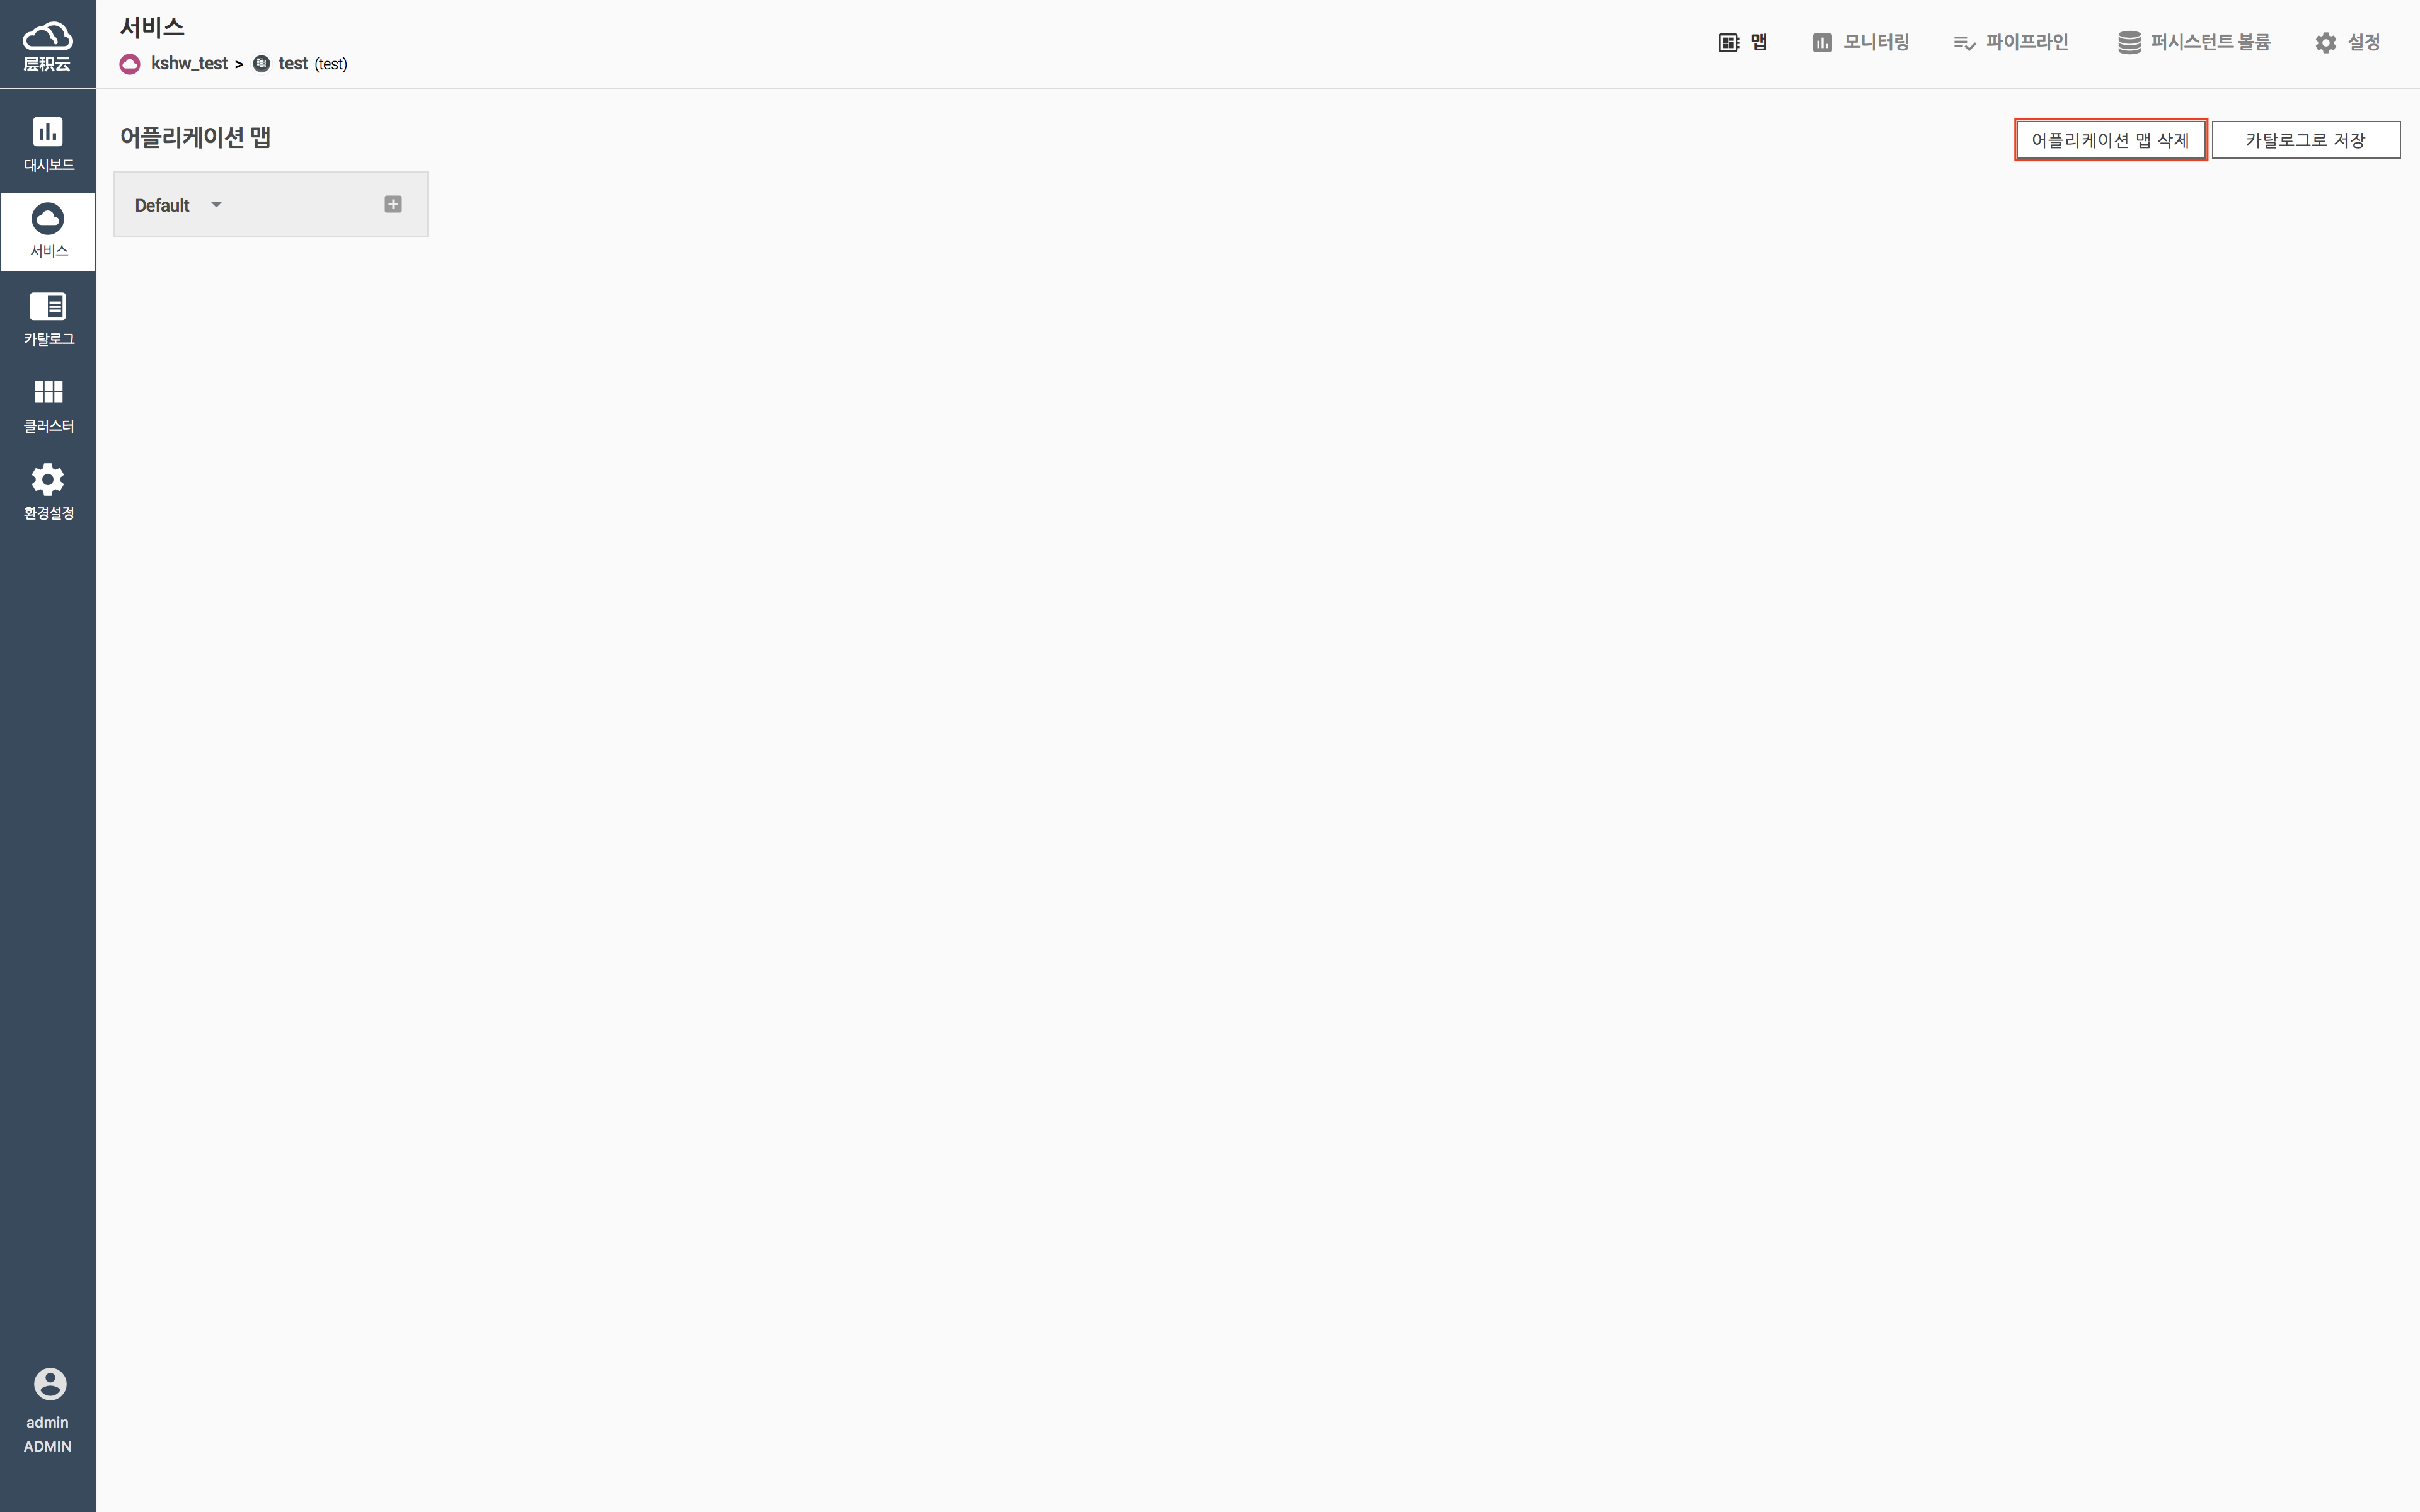 层积云
서비스
kshw_test > test (test)
맵
모니터링
파이프라인
퍼시스턴트 볼륨
설정
대시보드
서비스
카탈로그
클러스터
환경설정
admin
ADMIN
어플리케이션 맵
어플리케이션 맵 삭제
카탈로그로 저장
Default